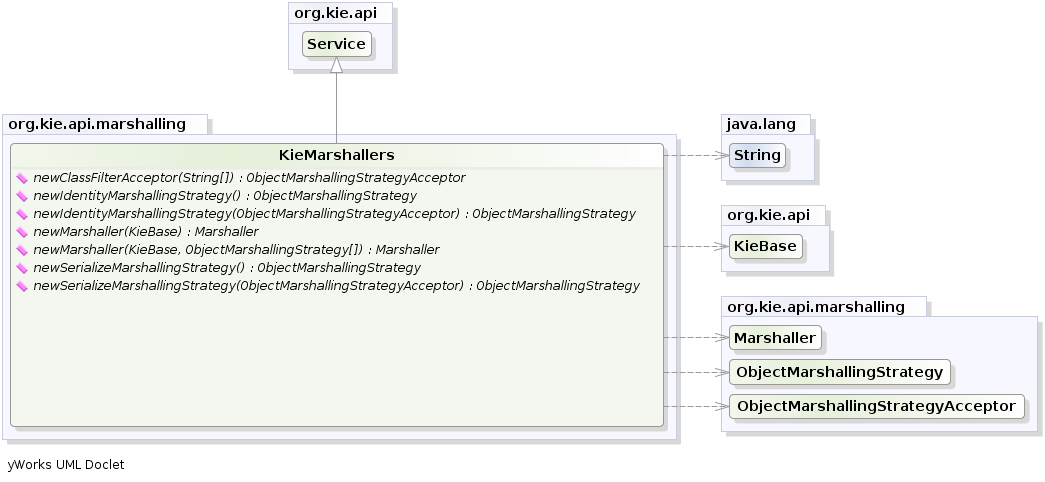 org.kie.api
Service
org.kie.api.marshalling
KieMarshallers
newClassFilterAcceptor(String[]) : ObjectMarshallingStrategyAcceptor
newIdentityMarshallingStrategy() : ObjectMarshallingStrategy
newIdentityMarshallingStrategy(ObjectMarshallingStrategyAcceptor) : ObjectMarshallingStrategy
newMarshaller(KieBase) : Marshaller
newMarshaller(KieBase, ObjectMarshallingStrategy[]) : Marshaller
newSerializeMarshallingStrategy() : ObjectMarshallingStrategy
newSerializeMarshallingStrategy(ObjectMarshallingStrategyAcceptor) : ObjectMarshallingStrategy
java.lang
String
org.kie.api
KieBase
org.kie.api.marshalling
Marshaller
ObjectMarshallingStrategy
ObjectMarshallingStrategyAcceptor
yWorks UML Doclet